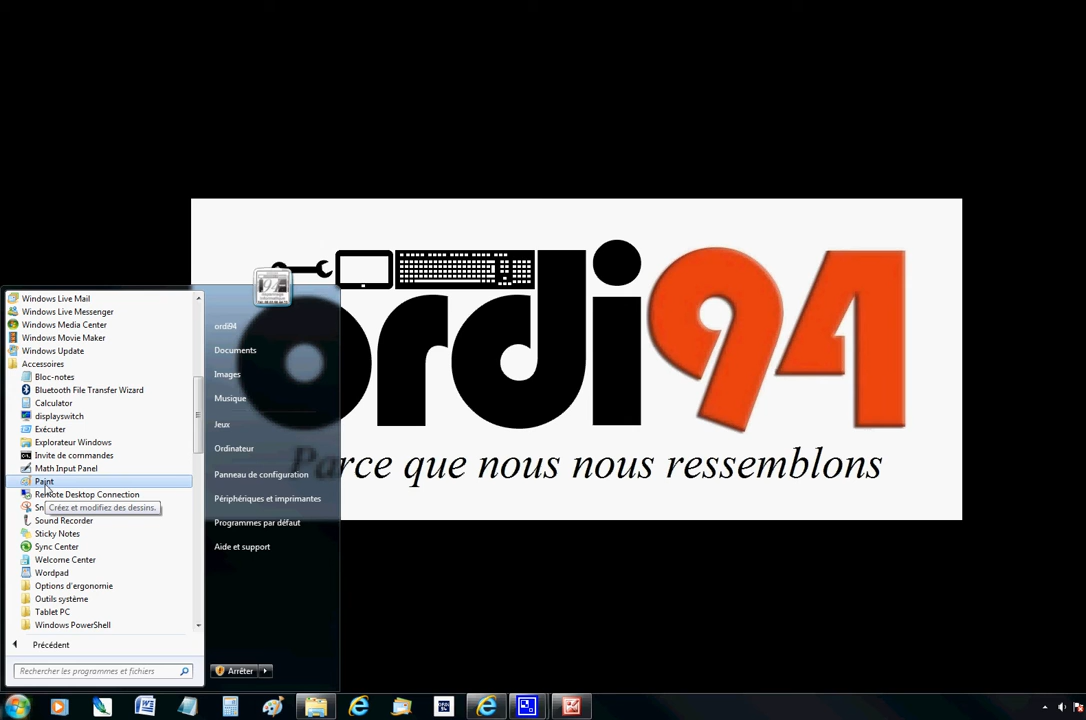 Windows Live Mail
Windows Live Messenger
Windows Media Center
Windows Movie Maker
Windows Update
Accessoires
Bloc-notes
Bluetooth File Transfer Wizard
Calculator
displayswitch
Exécuter
Explorateur Windows
Invite de commandes
Math Input Panel
Paint
Remote Desktop Connection
Sn
Créez et modifiez des dessins.
Sound Recorder
Sticky Notes
Sync Center
Welcome Center
Wordpad
Options d'ergonomie
Outils système
Tablet PC
Windows PowerShell
Précédent
Rechercher les programmes et fichiers
94
ordi94
Documents
Images
Musique
Jeux
Ordinateur
Panneau de configuration
Périphériques et imprimantes
Programmes par défaut
Aide et support
Arrêter
ordi94
Parce que nous nous ressemblons